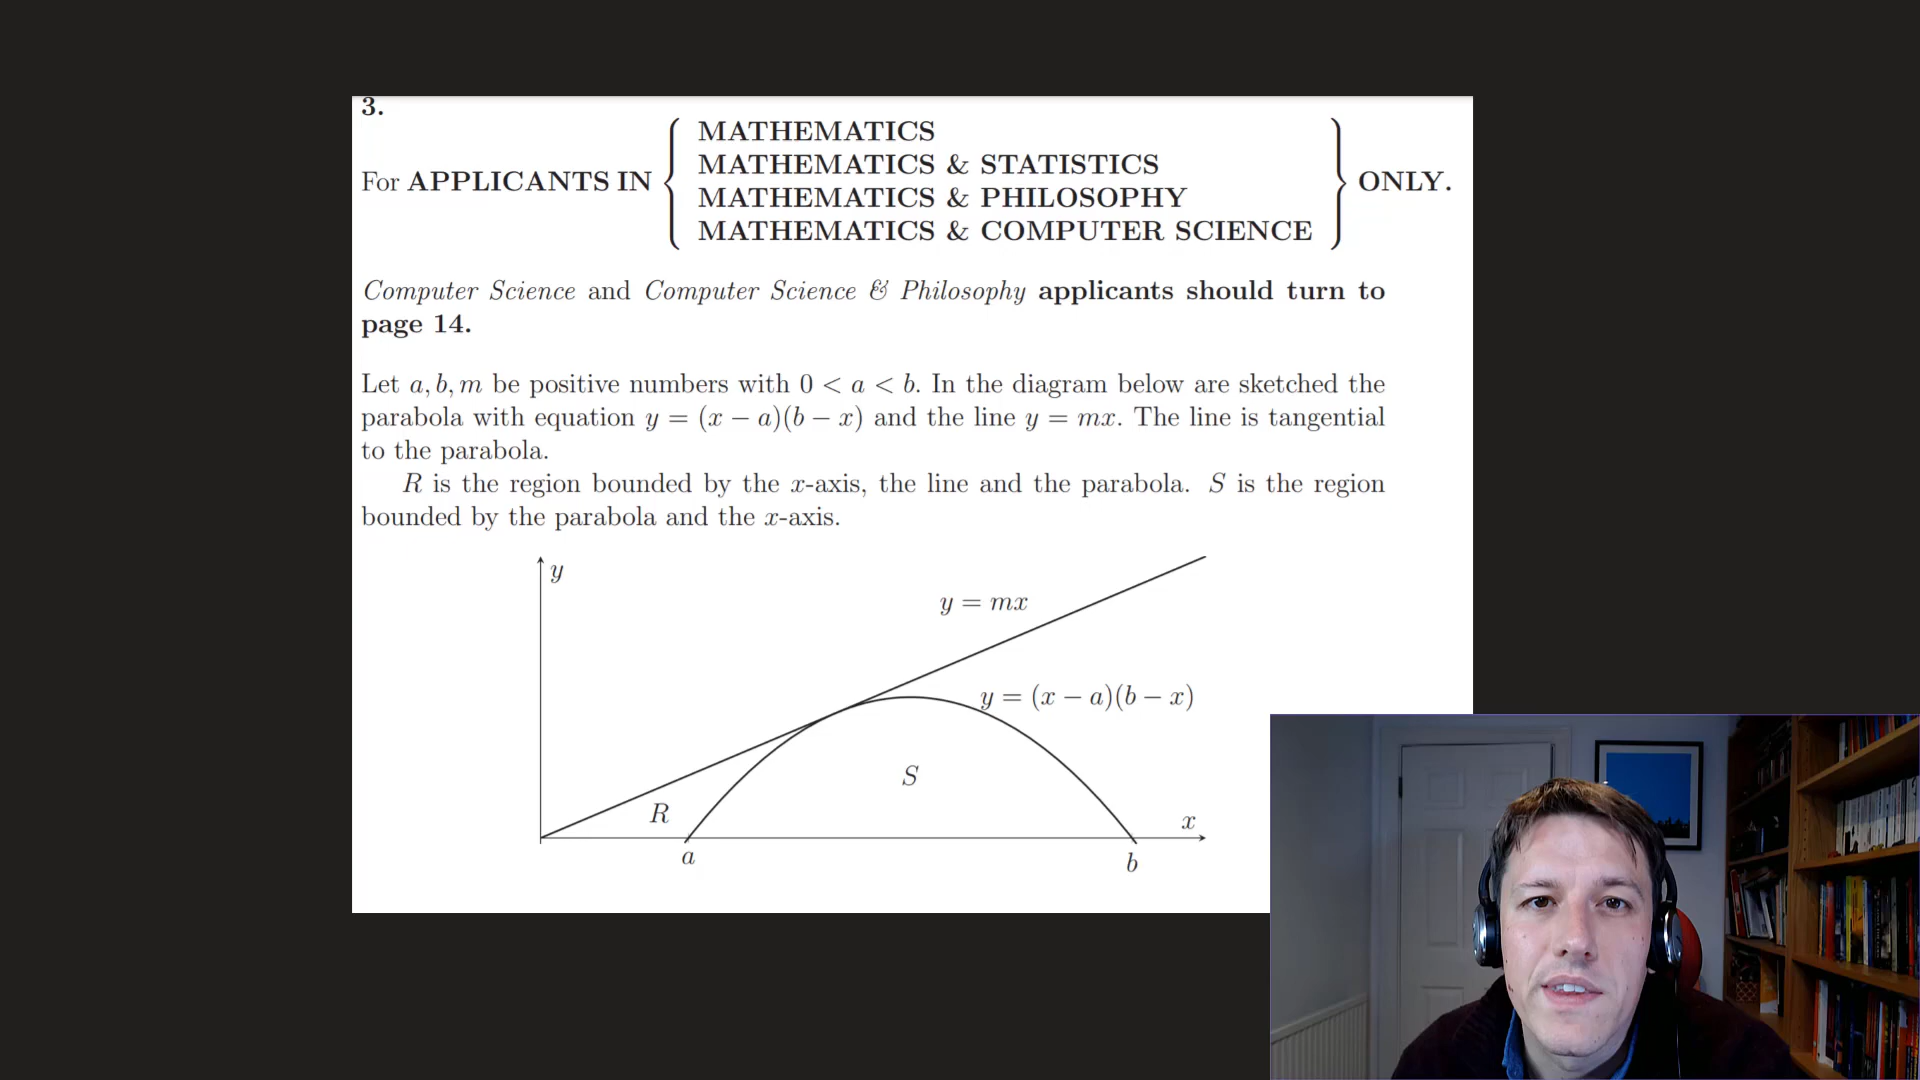 3.
For APPLICANTS IN { MATHEMATICS
MATHEMATICS & STATISTICS
MATHEMATICS & PHILOSOPHY
MATHEMATICS & COMPUTER SCIENCE } ONLY.
Computer Science and Computer Science & Philosophy applicants should turn to
page 14.
Let a, b, m be positive numbers with 0 < a < b. In the diagram below are sketched the
parabola with equation y = (x − a)(b − x) and the line y = mx. The line is tangential
to the parabola.
R is the region bounded by the x-axis, the line and the parabola. S is the region
bounded by the parabola and the x-axis.
y
y = mx
y = (x − a)(b − x)
S
R
x
a
b